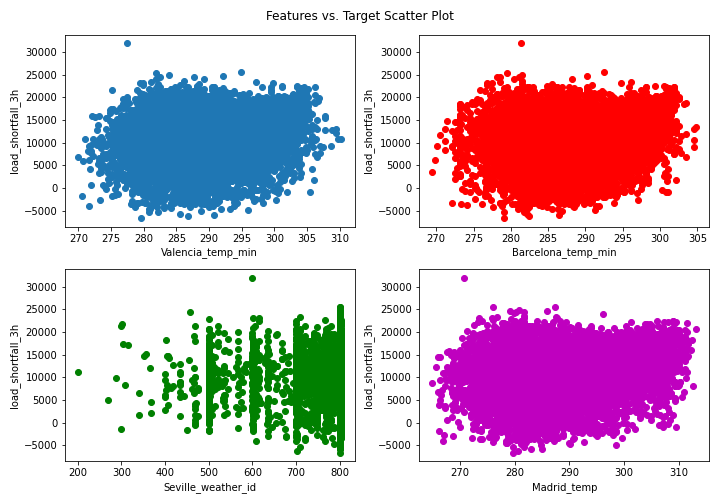 Features vs. Target Scatter Plot
load_shortfall_3h
30000
25000
20000
15000
10000
5000
0
−5000
270 275 280 285 290 295 300 305 310
Valencia_temp_min
load_shortfall_3h
30000
25000
20000
15000
10000
5000
0
−5000
270 275 280 285 290 295 300 305
Barcelona_temp_min
load_shortfall_3h
30000
25000
20000
15000
10000
5000
0
−5000
200 300 400 500 600 700 800
Seville_weather_id
load_shortfall_3h
30000
25000
20000
15000
10000
5000
0
−5000
270 280 290 300 310
Madrid_temp